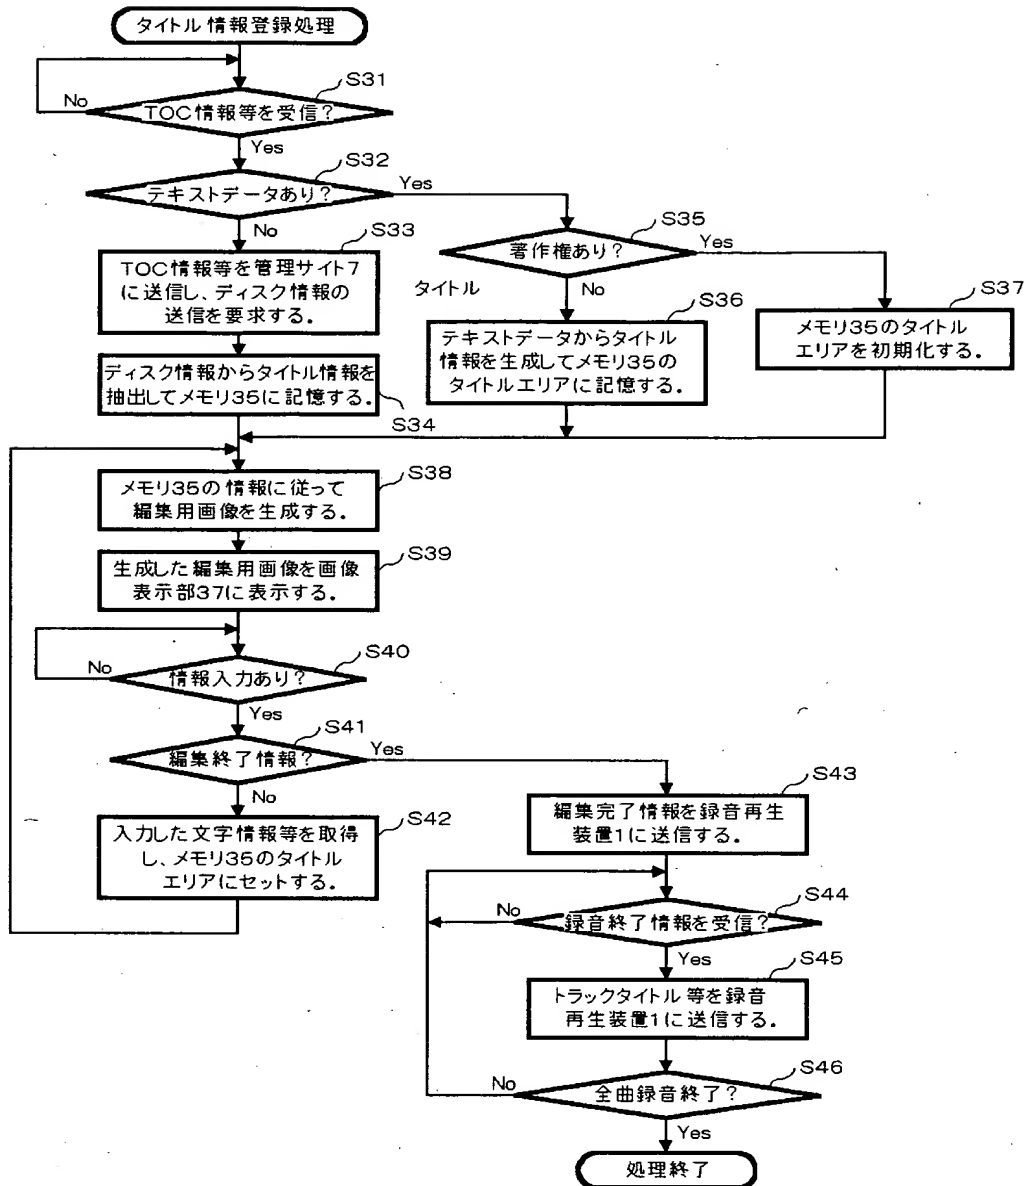 タイトル情報登録処理
S31
No
TOC情報等を受信?
Yes
S32
テキストデータあり?
Yes
No
S33
TOC情報等を管理サイト7
に送信し、ディスク情報の
送信を要求する.
S35
著作権あり?
Yes
No
タイトル
S36
テキストデータからタイトル
情報を生成してメモリ35の
タイトルエリアに記憶する.
S37
メモリ35のタイトル
エリアを初期化する.
ディスク情報からタイトル情報を
抽出してメモリ35に記憶する.
S34
S38
メモリ35の情報に従って
編集用画像を生成する.
S39
生成した編集用画像を画像
表示部37に表示する.
S40
No
情報入力あり?
Yes
S41
編集終了情報?
Yes
No
S42
入力した文字情報等を取得
し、メモリ35のタイトル
エリアにセットする.
S43
編集完了情報を録音再生
装置1に送信する.
S44
No
録音終了情報を受信?
Yes
S45
トラックタイトル等を録音
再生装置1に送信する.
S46
No
全曲録音終了?
Yes
処理終了